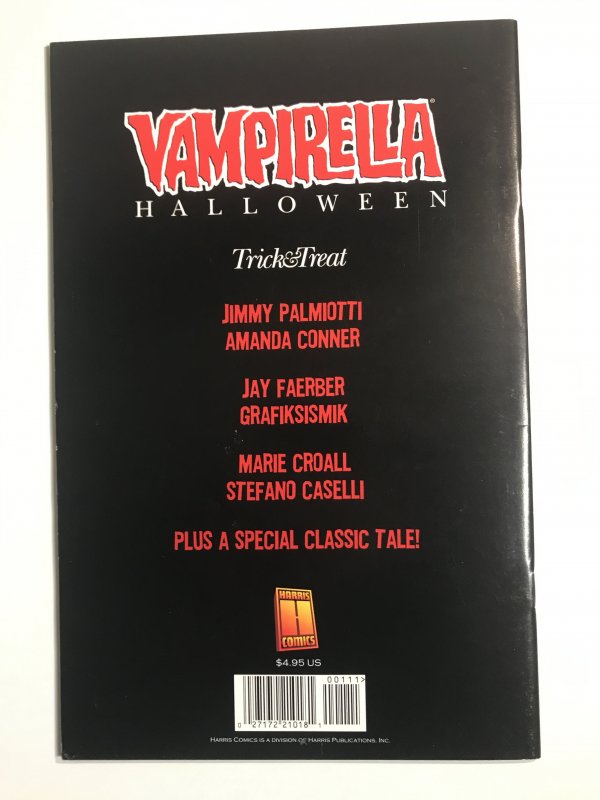 VAMPIRELLA®
HALLOWEEN
Trick&Treat
JIMMY PALMIOTTI
AMANDA CONNER
JAY FAERBER
GRAFIKSISMIK
MARIE CROALL
STEFANO CASELLI
PLUS A SPECIAL CLASSIC TALE!
HARRIS
H
COMICS
$4.95 US
00111>
0 27172 21018 1
HARRIS COMICS IS A DIVISION OF HARRIS PUBLICATIONS, INC.